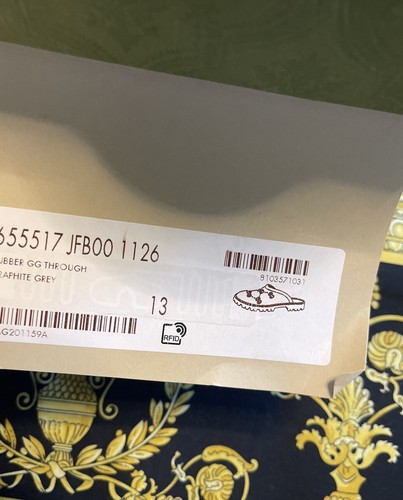 655517 JFB00 1126
UBBER GG THROUGH
RAPHITE GREY
13
8103571031
AG201159A
RFID